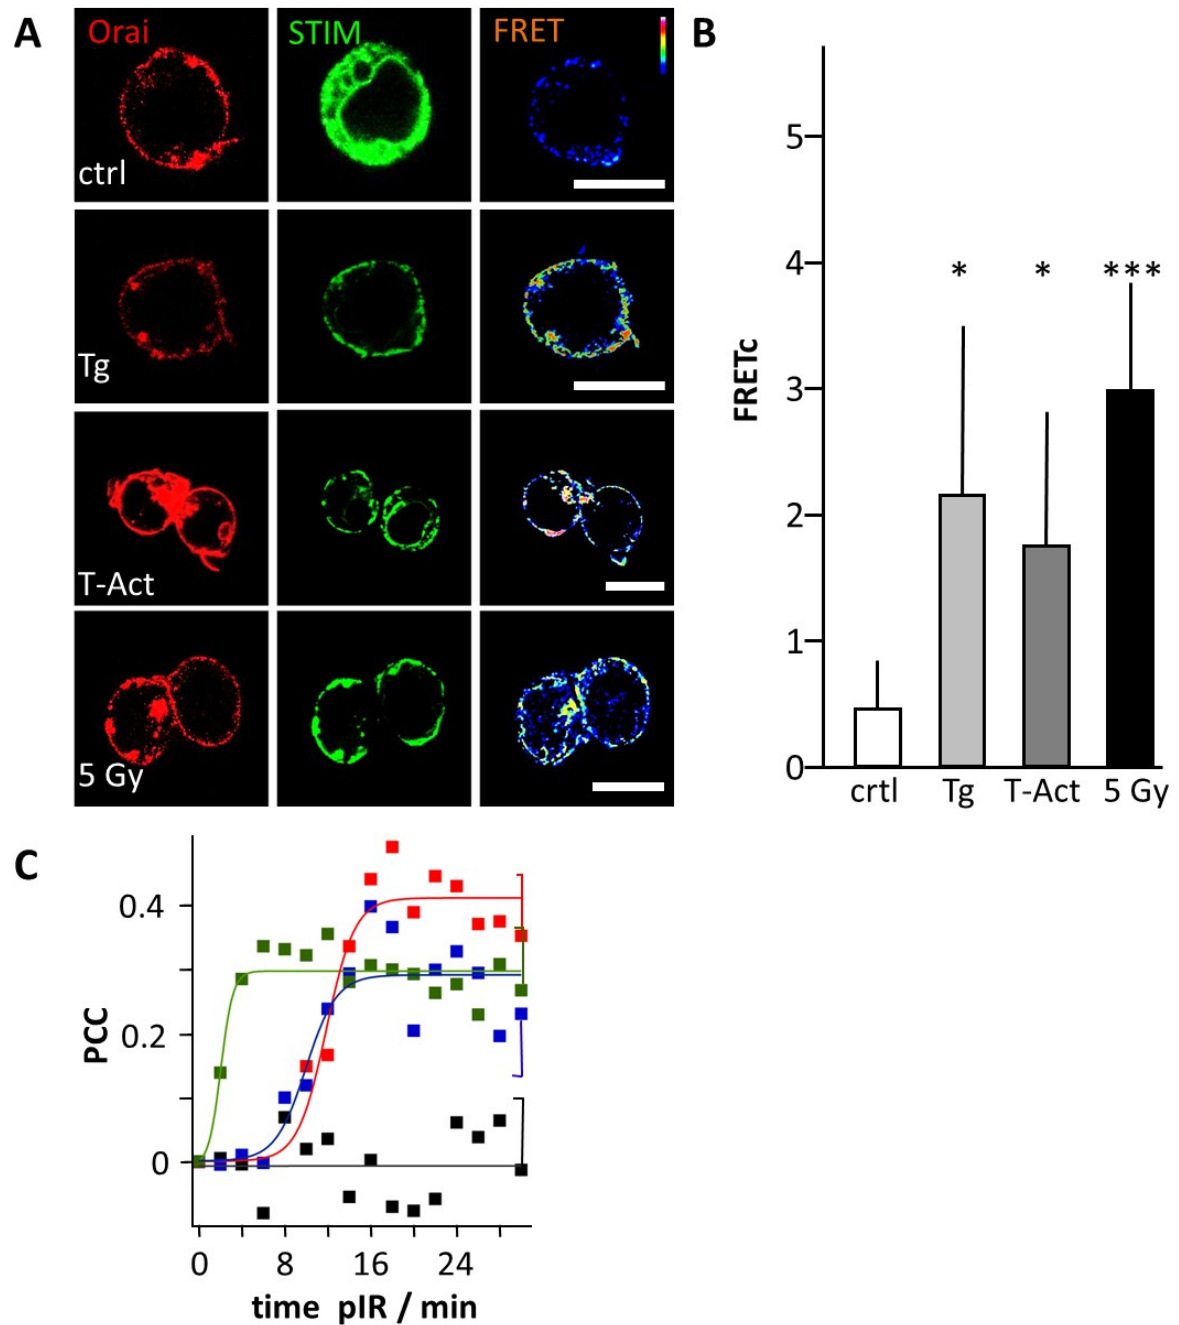 A
Orai
STIM
FRET
ctrl
Tg
T-Act
5 Gy
B
5
4
3
2
1
0
FRETc
*
*
***
crtl
Tg
T-Act
5 Gy
C
0.4
0.2
0
PCC
0
8
16
24
time pIR / min